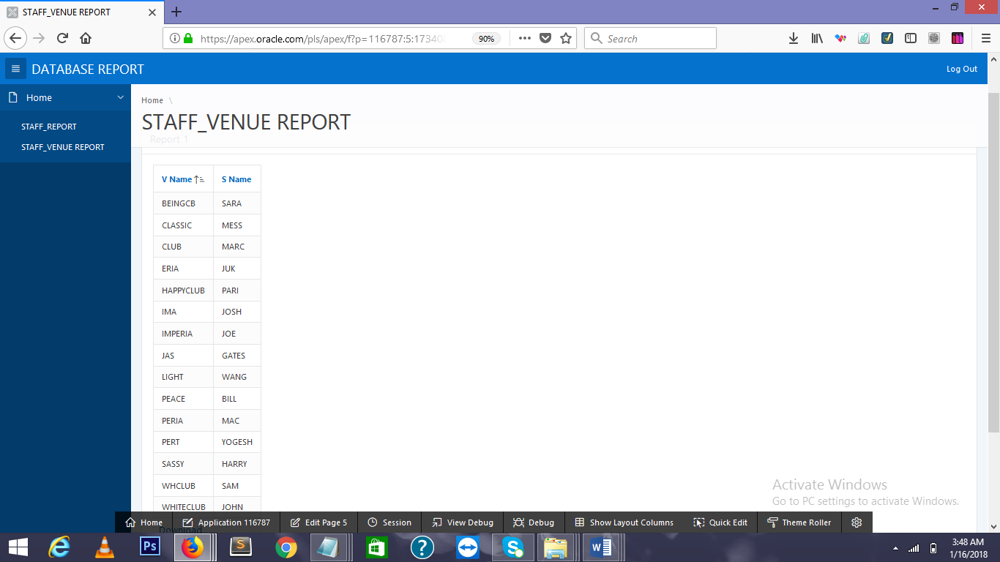 STAFF_VENUE REPORT
https://apex.oracle.com/pls/apex/f?p=116787:5:17340
90%
Search
DATABASE REPORT
Log Out
Home
STAFF_REPORT
STAFF_VENUE REPORT
Home \
STAFF_VENUE REPORT
Report 1
V Name S Name
BEINGCB SARA
CLASSIC MESS
CLUB MARC
ERIA JUK
HAPPYCLUB PARI
IMA JOSH
IMPERIA JOE
JAS GATES
LIGHT WANG
PEACE BILL
PERIA MAC
PERT YOGESH
SASSY HARRY
WHCLUB SAM
WHITECLUB JOHN
Download
Activate Windows
Go to PC settings to activate Windows.
Home Application 116787 Edit Page 5 Session View Debug Debug Show Layout Columns Quick Edit Theme Roller
Ps
S
W
3:48 AM
1/16/2018